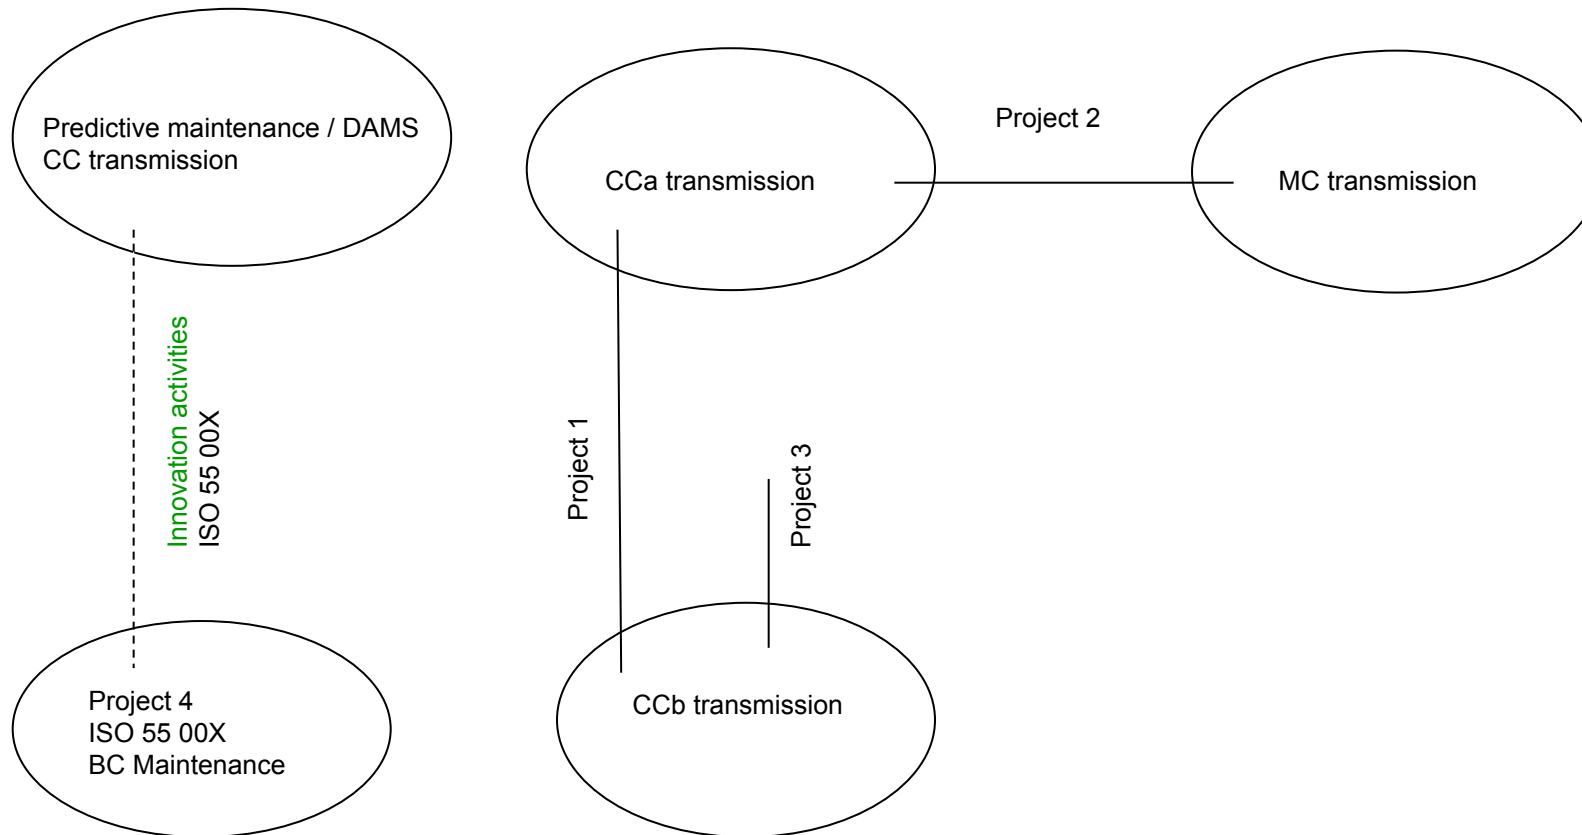 Predictive maintenance / DAMS
CC transmission
CCa transmission
Project 2
MC transmission
Innovation activities
ISO 55 00X
Project 1
Project 3
Project 4
ISO 55 00X
BC Maintenance
CCb transmission